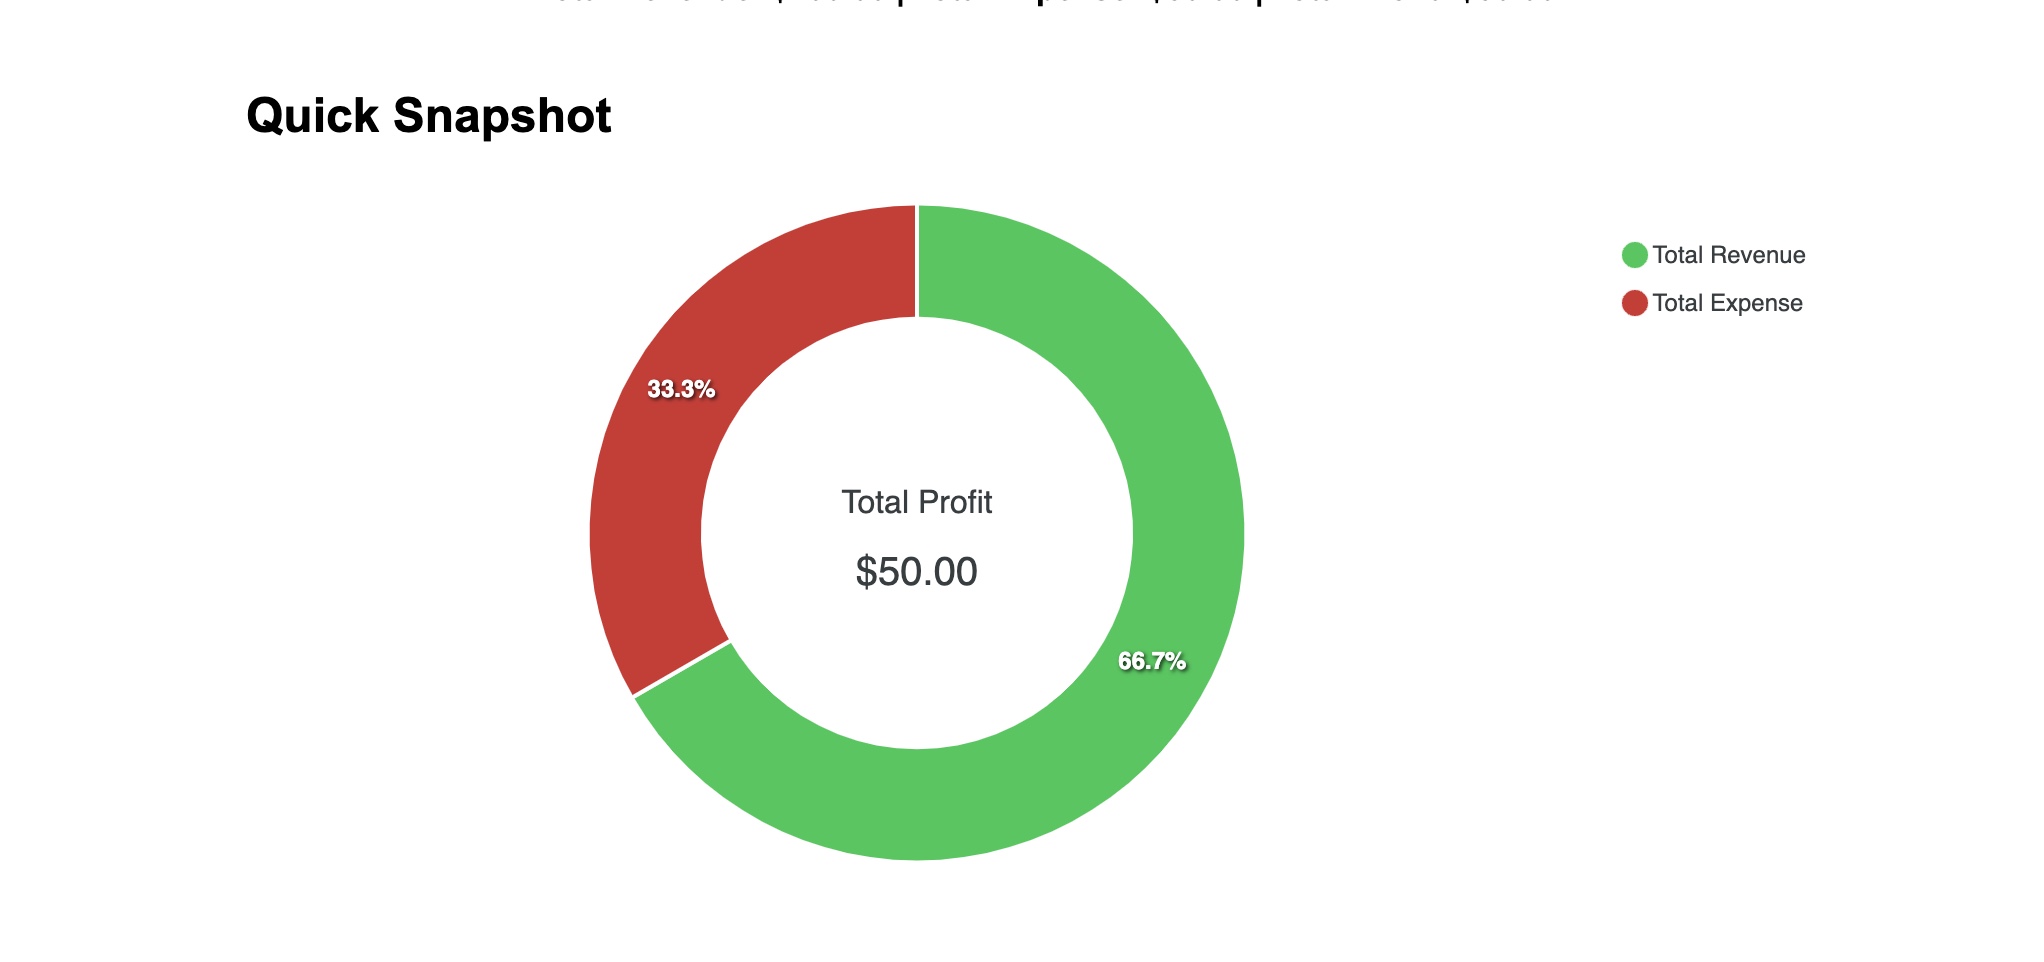 Quick Snapshot
Total Revenue
Total Expense
33.3%
Total Profit
$50.00
66.7%